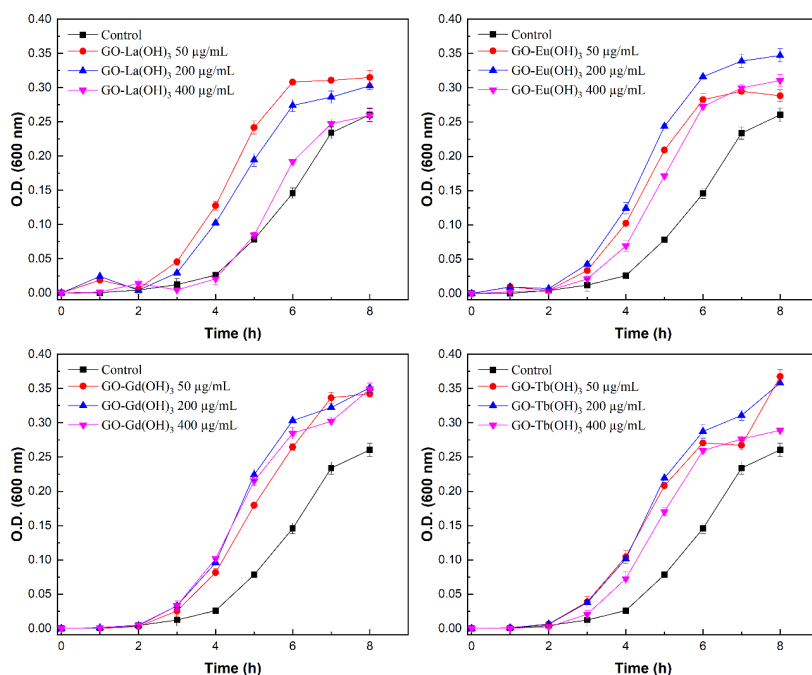 0.40
0.35
0.30
0.25
0.20
0.15
0.10
0.05
0.00
O.D. (600 nm)
Control
GO-La(OH)₃ 50 µg/mL
GO-La(OH)₃ 200 µg/mL
GO-La(OH)₃ 400 µg/mL
0 2 4 6 8
Time (h)
0.40
0.35
0.30
0.25
0.20
0.15
0.10
0.05
0.00
O.D. (600 nm)
Control
GO-Eu(OH)₃ 50 µg/mL
GO-Eu(OH)₃ 200 µg/mL
GO-Eu(OH)₃ 400 µg/mL
0 2 4 6 8
Time (h)
0.40
0.35
0.30
0.25
0.20
0.15
0.10
0.05
0.00
O.D. (600 nm)
Control
GO-Gd(OH)₃ 50 µg/mL
GO-Gd(OH)₃ 200 µg/mL
GO-Gd(OH)₃ 400 µg/mL
0 2 4 6 8
Time (h)
0.40
0.35
0.30
0.25
0.20
0.15
0.10
0.05
0.00
O.D. (600 nm)
Control
GO-Tb(OH)₃ 50 µg/mL
GO-Tb(OH)₃ 200 µg/mL
GO-Tb(OH)₃ 400 µg/mL
0 2 4 6 8
Time (h)